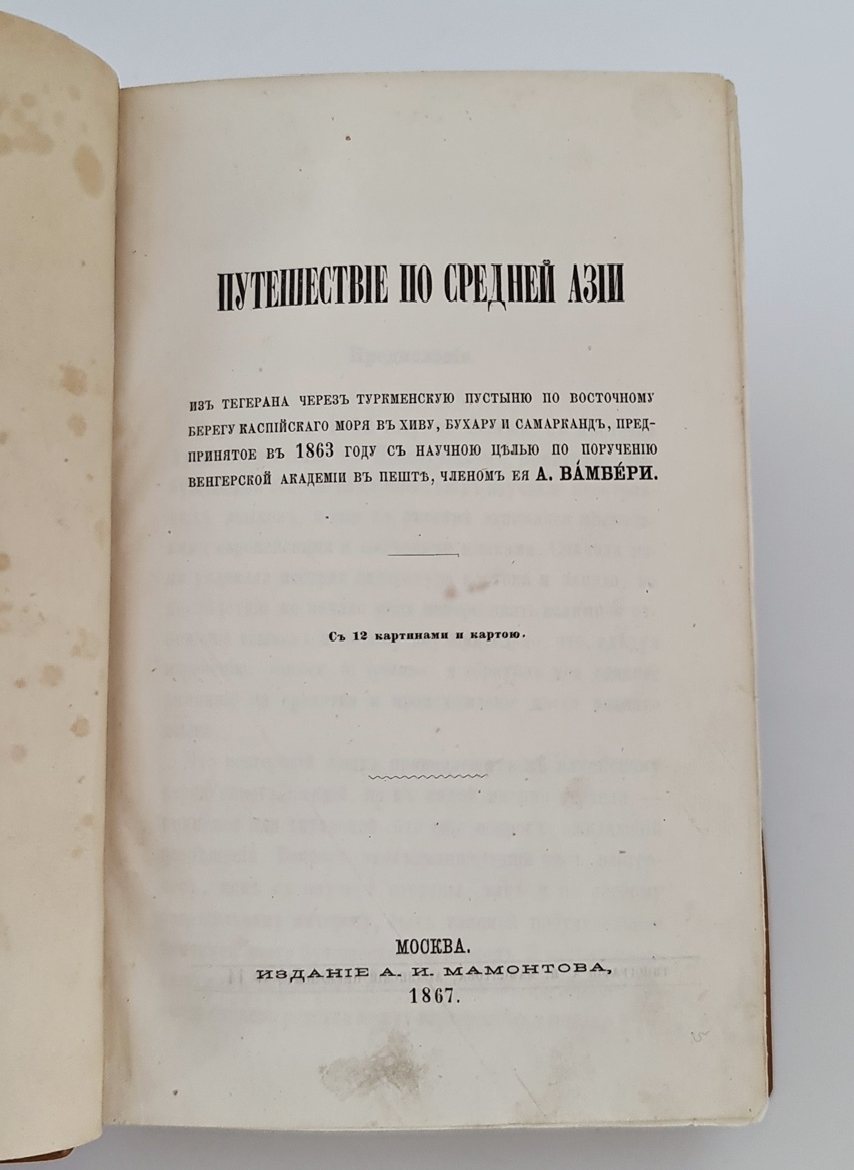 ПУТЕШЕСТВІЕ ПО СРЕДНЕЙ АЗІИ
ИЗЪ ТЕГЕРАНА ЧЕРЕЗЪ ТУРКМЕНСКУЮ ПУСТЫНЮ ПО ВОСТОЧНОМУ
БЕРЕГУ КАСПІЙСКАГО МОРЯ ВЪ ХИВУ, БУХАРУ И САМАРКАНДЪ, ПРЕД-
ПРИНЯТОЕ ВЪ 1863 ГОДУ СЪ НАУЧНОЮ ЦѢЛЬЮ ПО ПОРУЧЕНІЮ
ВЕНГЕРСКОЙ АКАДЕМІИ ВЪ ПЕШТѢ, ЧЛЕНОМЪ ЕЯ А. ВА́МБЕ́РИ.
Съ 12 картинами и картою.
МОСКВА.
ИЗДАНІЕ А. И. МАМОНТОВА,
1867.